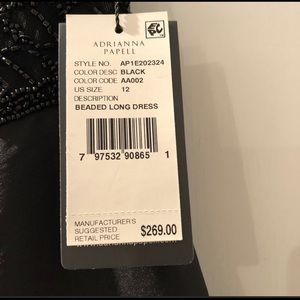 ADRIANNA
PAPELL
STYLE NO. AP1E202324
COLOR DESC BLACK
COLOR CODE AA002
US SIZE 12
DESCRIPTION
BEADED LONG DRESS
7 97532 90865 1
MANUFACTURER'S
SUGGESTED
RETAIL PRICE $269.00